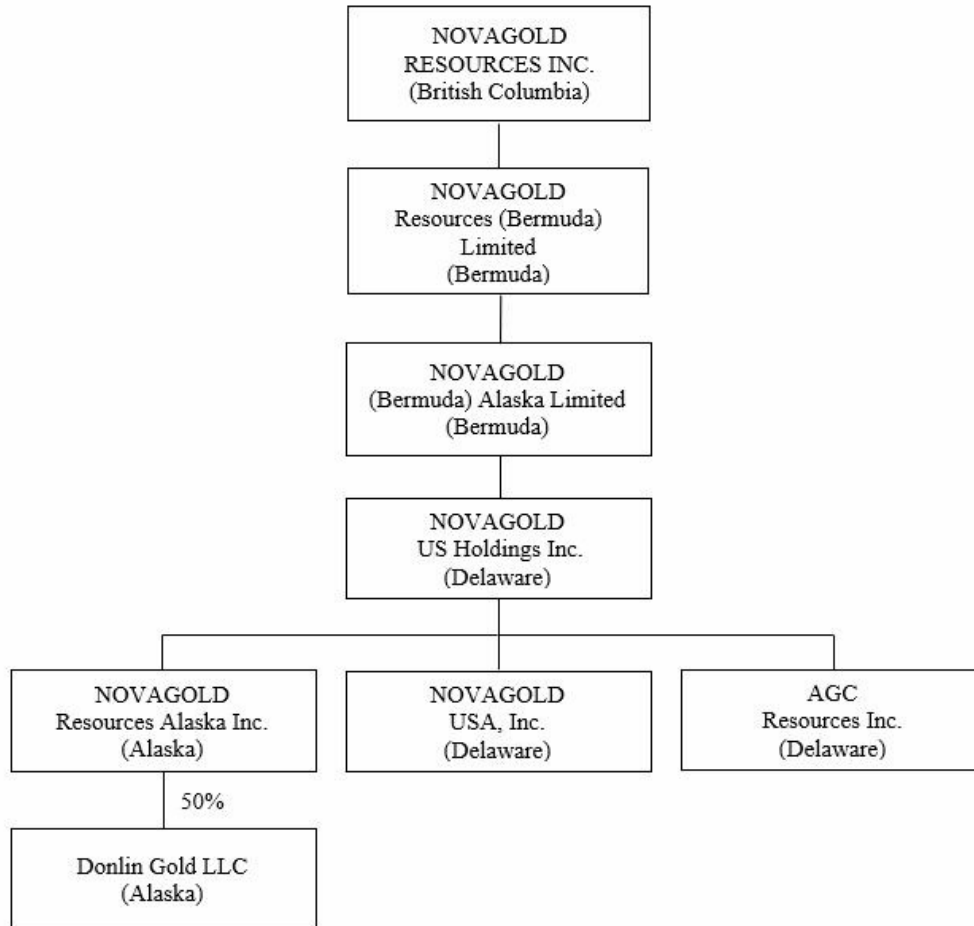 NOVAGOLD
RESOURCES INC.
(British Columbia)
NOVAGOLD
Resources (Bermuda)
Limited
(Bermuda)
NOVAGOLD
(Bermuda) Alaska Limited
(Bermuda)
NOVAGOLD
US Holdings Inc.
(Delaware)
NOVAGOLD
Resources Alaska Inc.
(Alaska)
NOVAGOLD
USA, Inc.
(Delaware)
AGC
Resources Inc.
(Delaware)
50%
Donlin Gold LLC
(Alaska)